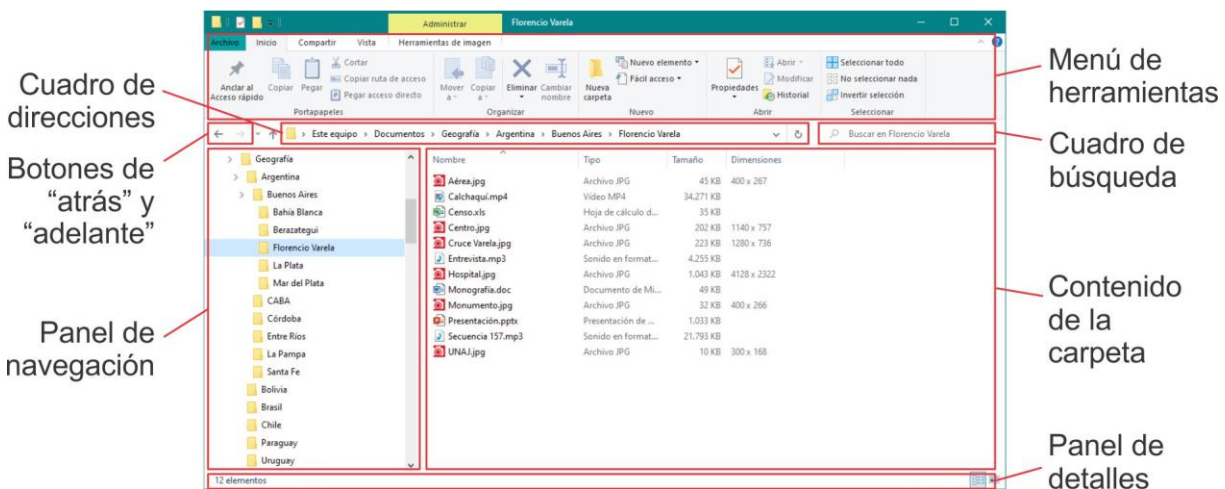 Administrar
Florencio Varela
Archivo
Inicio
Compartir
Vista
Herramientas de imagen
Anclar al
Acceso rápido
Copiar
Pegar
Cortar
Copiar ruta de acceso
Pegar acceso directo
Portapapeles
Mover
a
Copiar
a
Eliminar
Cambiar
nombre
Organizar
Nueva
carpeta
Nuevo elemento
Fácil acceso
Nuevo
Propiedades
Abrir
Modificar
Historial
Abrir
Seleccionar todo
No seleccionar nada
Invertir selección
Seleccionar
Menú de
herramientas
Cuadro de
direcciones
Este equipo > Documentos > Geografía > Argentina > Buenos Aires > Florencio Varela
Buscar en Florencio Varela
Cuadro de
búsqueda
Botones de
“atrás” y
“adelante”
Panel de
navegación
Geografía
Argentina
Buenos Aires
Bahía Blanca
Berazategui
Florencio Varela
La Plata
Mar del Plata
CABA
Córdoba
Entre Ríos
La Pampa
Santa Fe
Bolivia
Brasil
Chile
Paraguay
Uruguay
Nombre Tipo Tamaño Dimensiones
Aérea.jpg Archivo JPG 45 KB 400 x 267
Calchaquí.mp4 Vídeo MP4 34.271 KB
Censo.xls Hoja de cálculo d... 35 KB
Centro.jpg Archivo JPG 202 KB 1140 x 757
Cruce Varela.jpg Archivo JPG 223 KB 1280 x 736
Entrevista.mp3 Sonido en format... 4.255 KB
Hospital.jpg Archivo JPG 1.043 KB 4128 x 2322
Monografía.doc Documento de Mi... 49 KB
Monumento.jpg Archivo JPG 32 KB 400 x 266
Presentación.pptx Presentación de ... 1.033 KB
Secuencia 157.mp3 Sonido en format... 21.793 KB
UNAJ.jpg Archivo JPG 10 KB 300 x 168
Contenido
de la
carpeta
12 elementos
Panel de
detalles